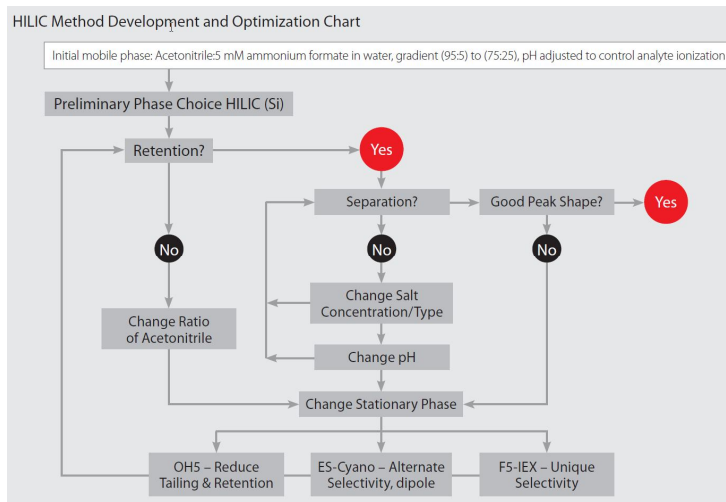 HILIC Method Development and Optimization Chart
Initial mobile phase: Acetonitrile:5 mM ammonium formate in water, gradient (95:5) to (75:25), pH adjusted to control analyte ionization
Preliminary Phase Choice HILIC (Si)
Retention?
Yes
Separation?
Good Peak Shape?
Yes
No
No
No
Change Salt
Concentration/Type
Change Ratio
of Acetonitrile
Change pH
Change Stationary Phase
OH5 – Reduce
Tailing & Retention
ES-Cyano – Alternate
Selectivity, dipole
F5-IEX – Unique
Selectivity